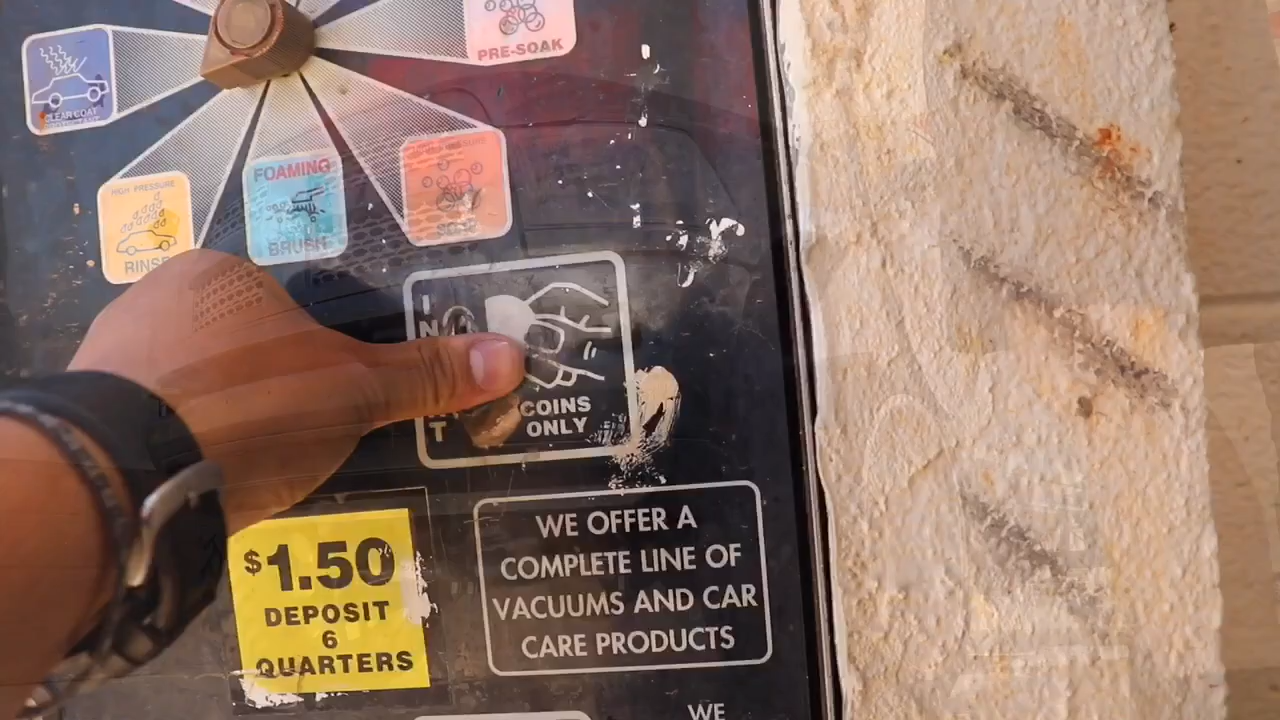 PRE-SOAK
CLEAR COAT
HIGH PRESSURE
RINSE
FOAMING
BRUSH
SOAP
I
N
T
COINS
ONLY
$1.50
DEPOSIT
6
QUARTERS
WE OFFER A
COMPLETE LINE OF
VACUUMS AND CAR
CARE PRODUCTS
WE